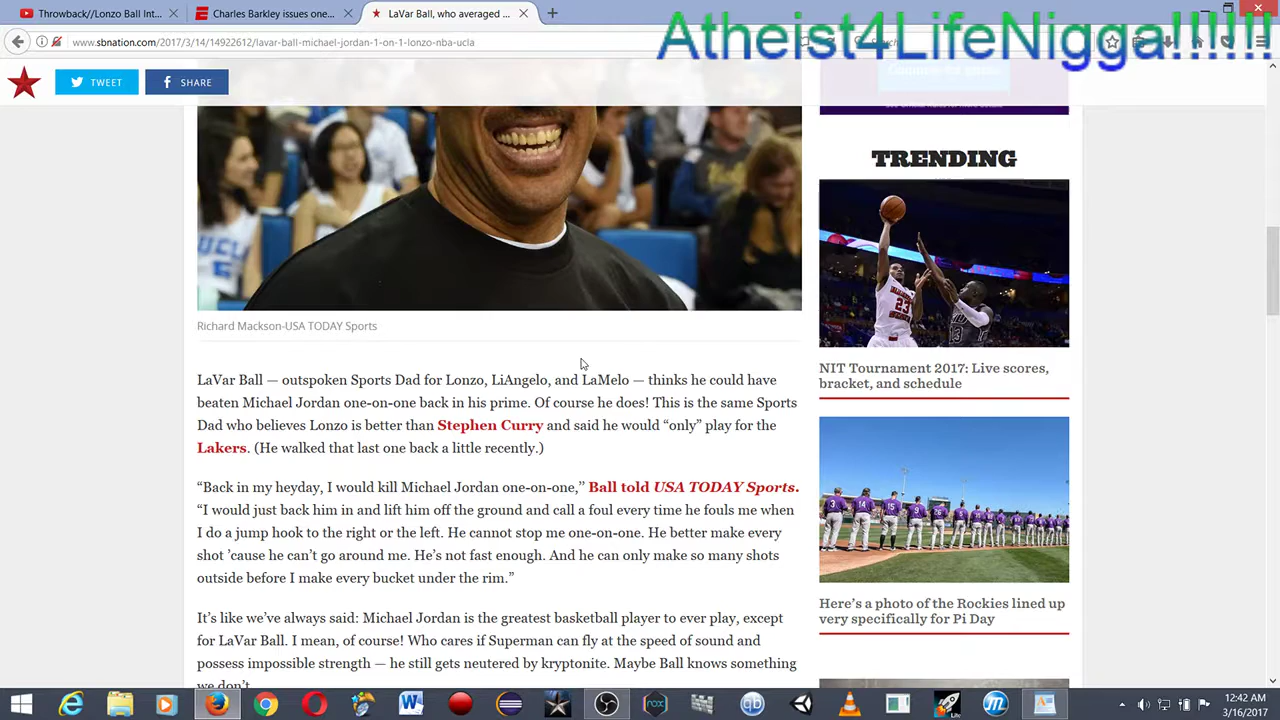 Throwback//Lonzo Ball Int...
Charles Barkley issues one...
LaVar Ball, who averaged ...
www.sbnation.com/2017/3/14/14922612/lavar-ball-michael-jordan-1-on-1-lonzo-nba-ucla
Search
Atheist4LifeNigga!!!!!!
TWEET
SHARE
UCLA
TRENDING
23
13
Richard Mackson-USA TODAY Sports
NIT Tournament 2017: Live scores,
bracket, and schedule
LaVar Ball — outspoken Sports Dad for Lonzo, LiAngelo, and LaMelo — thinks he could have
beaten Michael Jordan one-on-one back in his prime. Of course he does! This is the same Sports
Dad who believes Lonzo is better than Stephen Curry and said he would “only” play for the
Lakers. (He walked that last one back a little recently.)
“Back in my heyday, I would kill Michael Jordan one-on-one,” Ball told USA TODAY Sports.
“I would just back him in and lift him off the ground and call a foul every time he fouls me when
I do a jump hook to the right or the left. He cannot stop me one-on-one. He better make every
shot ’cause he can’t go around me. He’s not fast enough. And he can only make so many shots
outside before I make every bucket under the rim.”
Here’s a photo of the Rockies lined up
very specifically for Pi Day
It’s like we’ve always said: Michael Jordan is the greatest basketball player to ever play, except
for LaVar Ball. I mean, of course! Who cares if Superman can fly at the speed of sound and
possess impossible strength — he still gets neutered by kryptonite. Maybe Ball knows something
we don’t.
12:42 AM
3/16/2017